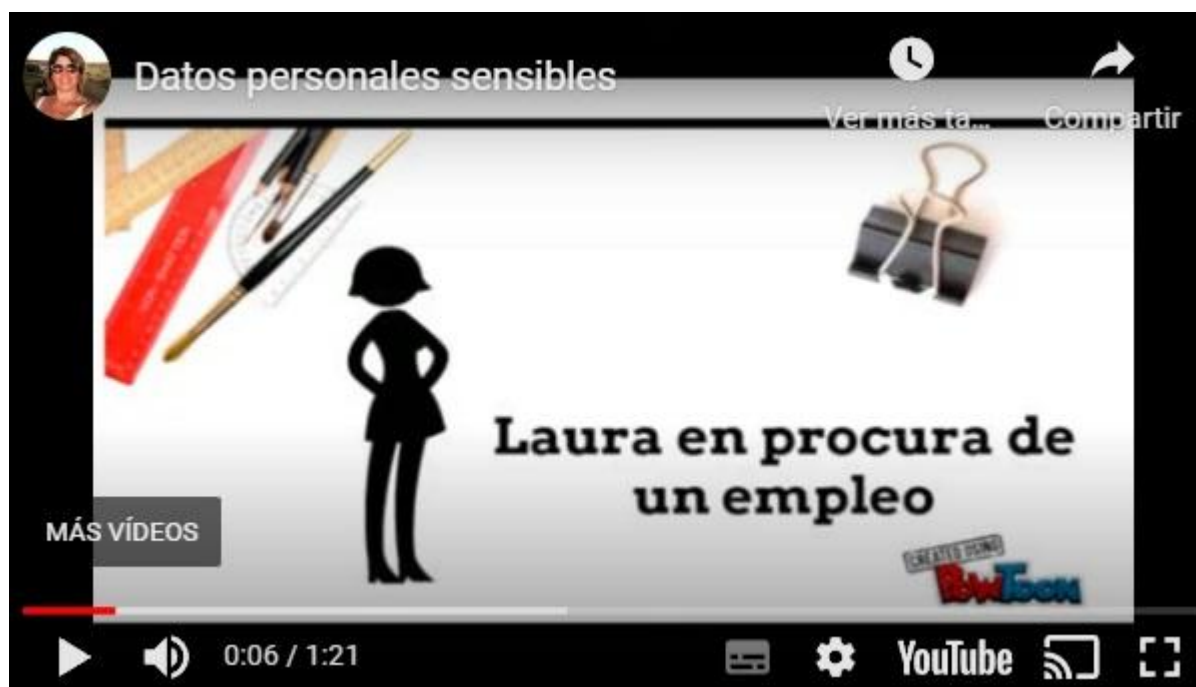 Datos personales sensibles
Ver más ta...
Compartir
Laura en procura de
un empleo
MÁS VÍDEOS
CREATED USING
PowToon
0:06 / 1:21
YouTube